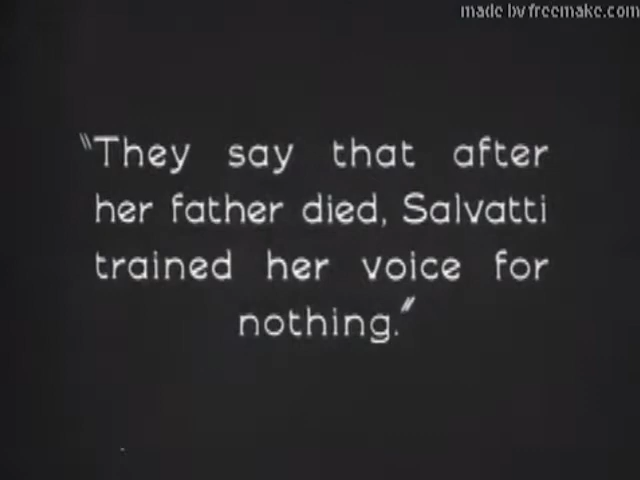 made by freemake.com
"They say that after
her father died, Salvatti
trained her voice for
nothing."